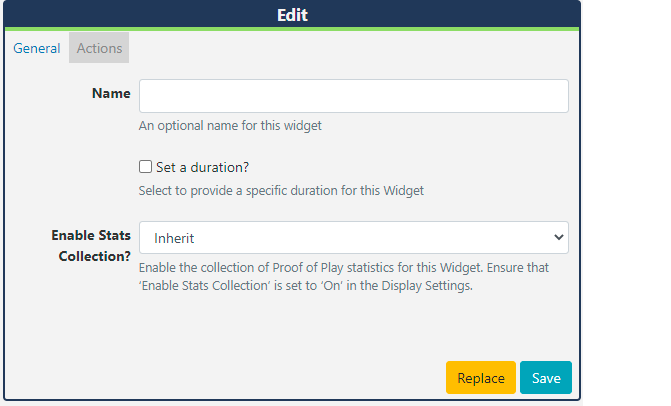 Edit
General Actions
Name
An optional name for this widget
Set a duration?
Select to provide a specific duration for this Widget
Enable Stats
Collection?
Inherit
Enable the collection of Proof of Play statistics for this Widget. Ensure that
‘Enable Stats Collection’ is set to ‘On’ in the Display Settings.
Replace Save